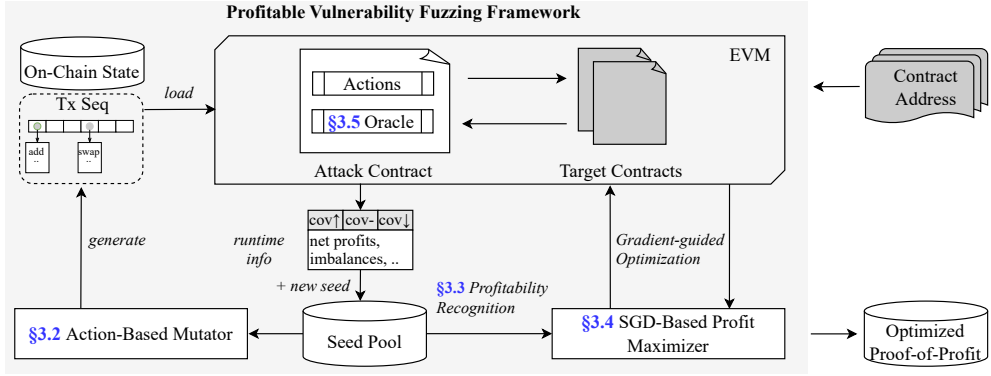 Profitable Vulnerability Fuzzing Framework
On-Chain State
Tx Seq
add
..
swap
..
load
EVM
Actions
§3.5 Oracle
Attack Contract
Target Contracts
Contract
Address
generate
runtime
info
cov↑ cov- cov↓
net profits,
imbalances, ..
+ new seed
Gradient-guided
Optimization
§3.3 Profitability
Recognition
§3.2 Action-Based Mutator
Seed Pool
§3.4 SGD-Based Profit
Maximizer
Optimized
Proof-of-Profit